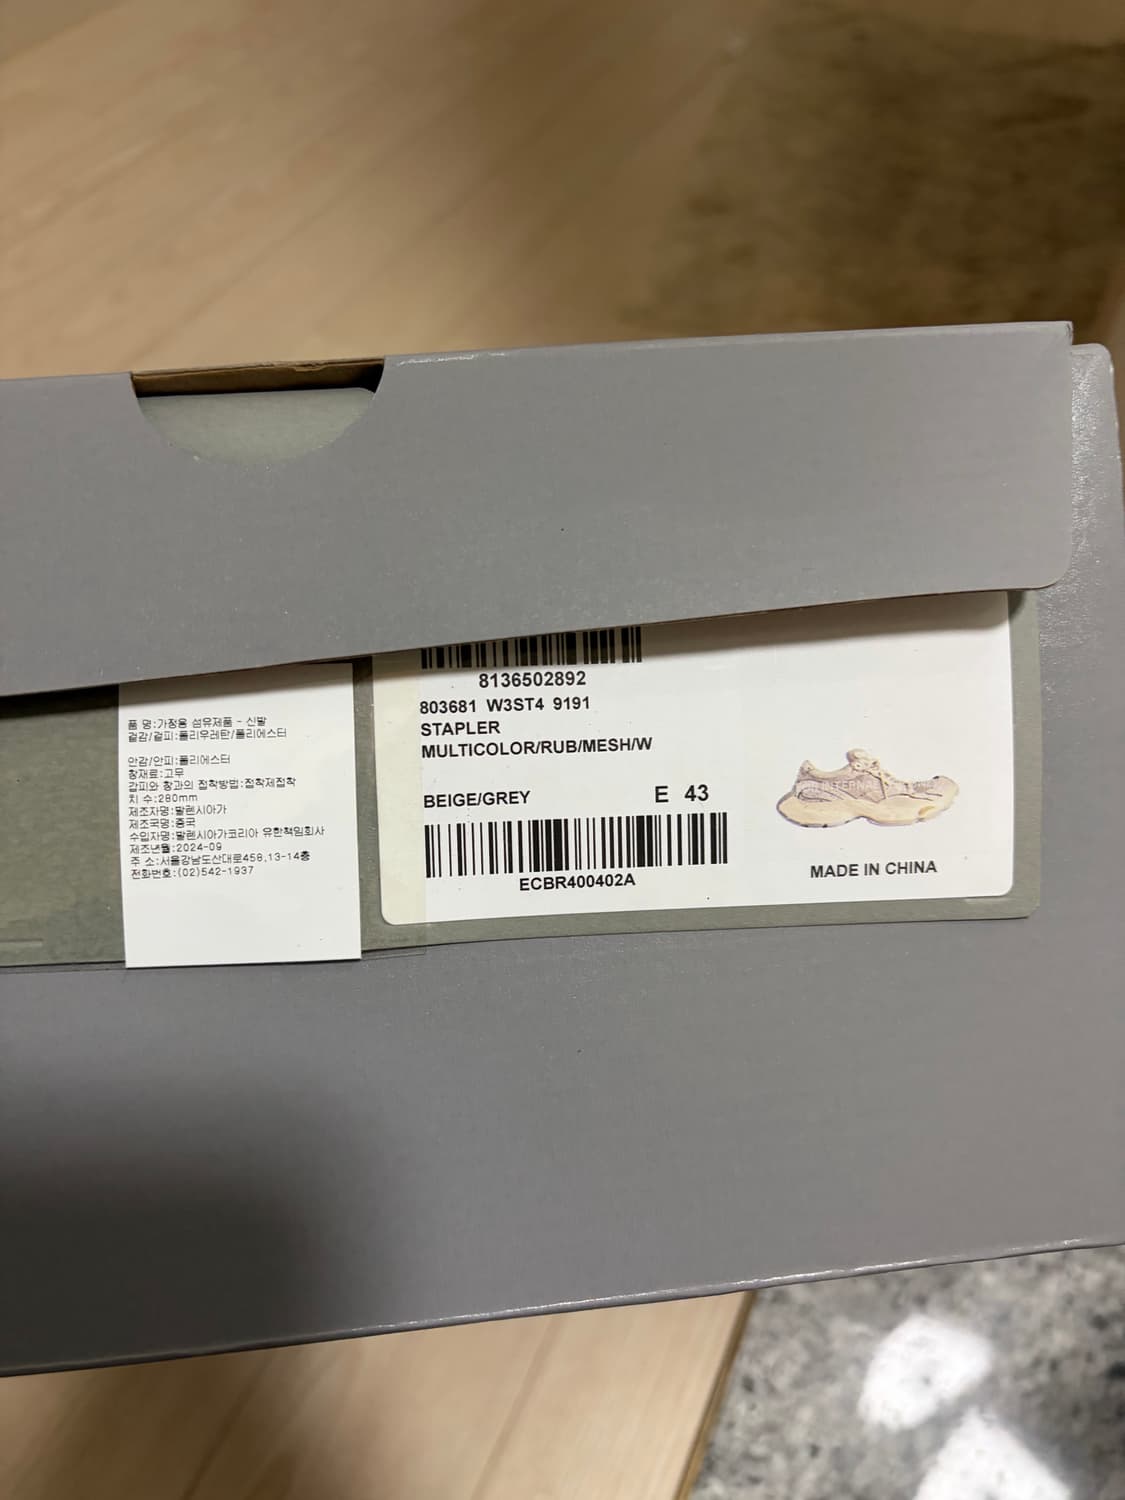 품 명:가정용 섬유제품 - 신발
겉감/겉피:폴리우레탄/폴리에스터
안감/안피:폴리에스터
창재료:고무
갑피와 창과의 접착방법:접착제접착
치 수:280mm
제조자명:발렌시아가
제조국명:중국
수입자명:발렌시아가코리아 유한책임회사
제조년월:2024-09
주 소:서울강남도산대로458,13-14층
전화번호:(02)542-1937
8136502892
803681 W3ST4 9191
STAPLER
MULTICOLOR/RUB/MESH/W
BEIGE/GREY E 43
ECBR400402A
MADE IN CHINA